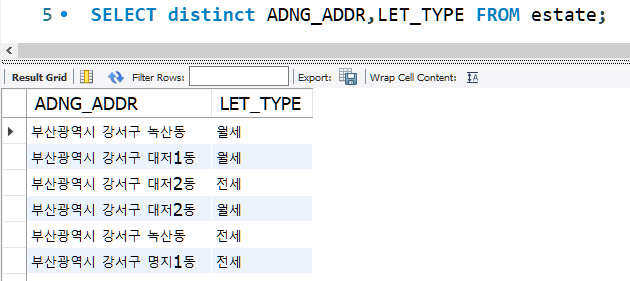 5 SELECT distinct ADNG_ADDR,LET_TYPE FROM estate;
Result Grid Filter Rows: Export: Wrap Cell Content:
ADNG_ADDR LET_TYPE
부산광역시 강서구 녹산동 월세
부산광역시 강서구 대저1동 월세
부산광역시 강서구 대저2동 전세
부산광역시 강서구 대저2동 월세
부산광역시 강서구 녹산동 전세
부산광역시 강서구 명지1동 전세